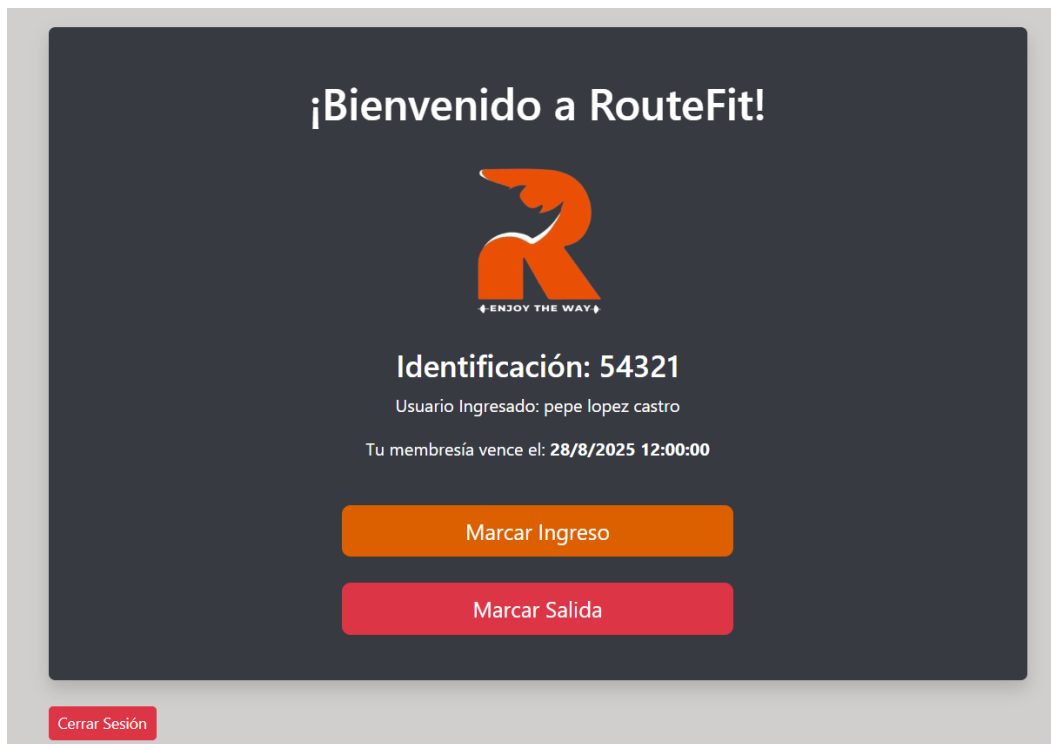 ¡Bienvenido a RouteFit!
R
ENJOY THE WAY
Identificación: 54321
Usuario Ingresado: pepe lopez castro
Tu membresía vence el: 28/8/2025 12:00:00
Marcar Ingreso
Marcar Salida
Cerrar Sesión